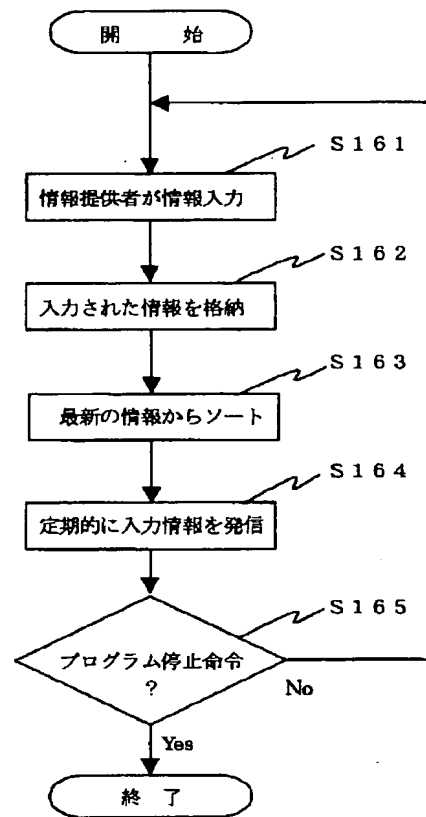 開 始
S161
情報提供者が情報入力
S162
入力された情報を格納
S163
最新の情報からソート
S164
定期的に入力情報を発信
S165
プログラム停止命令
?
No
Yes
終 了